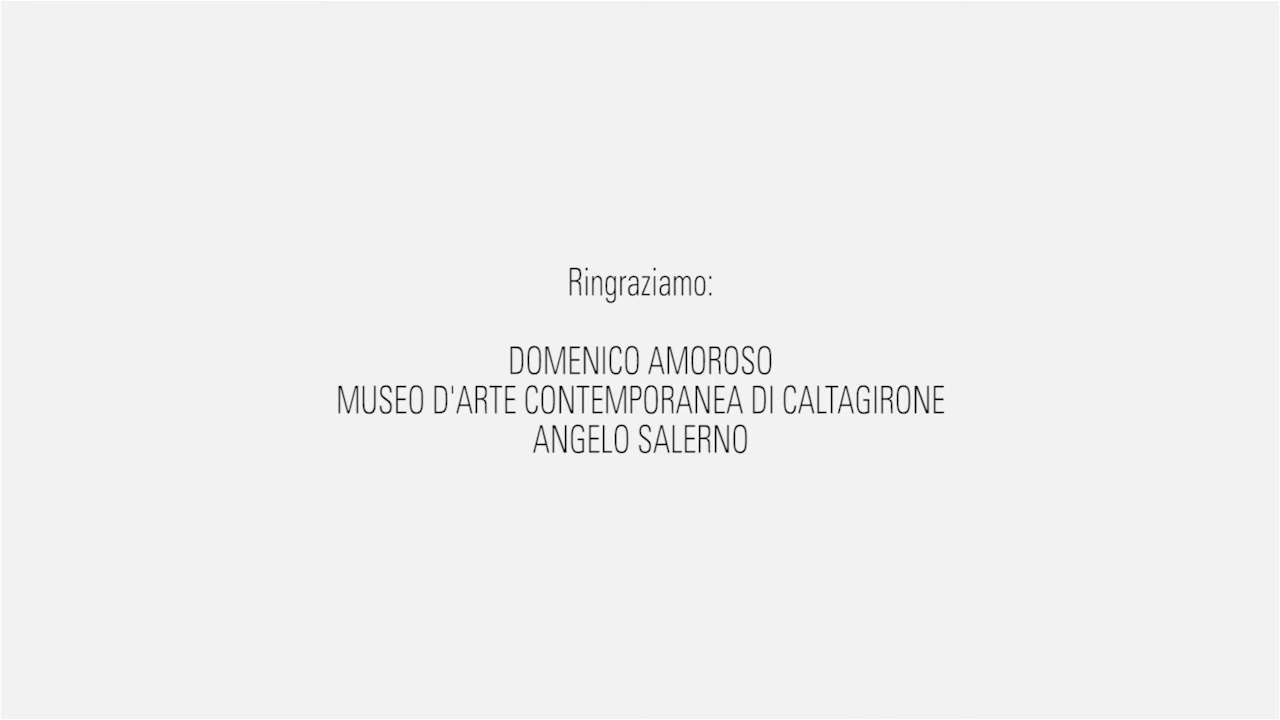 Ringraziamo:
DOMENICO AMOROSO
MUSEO D'ARTE CONTEMPORANEA DI CALTAGIRONE
ANGELO SALERNO